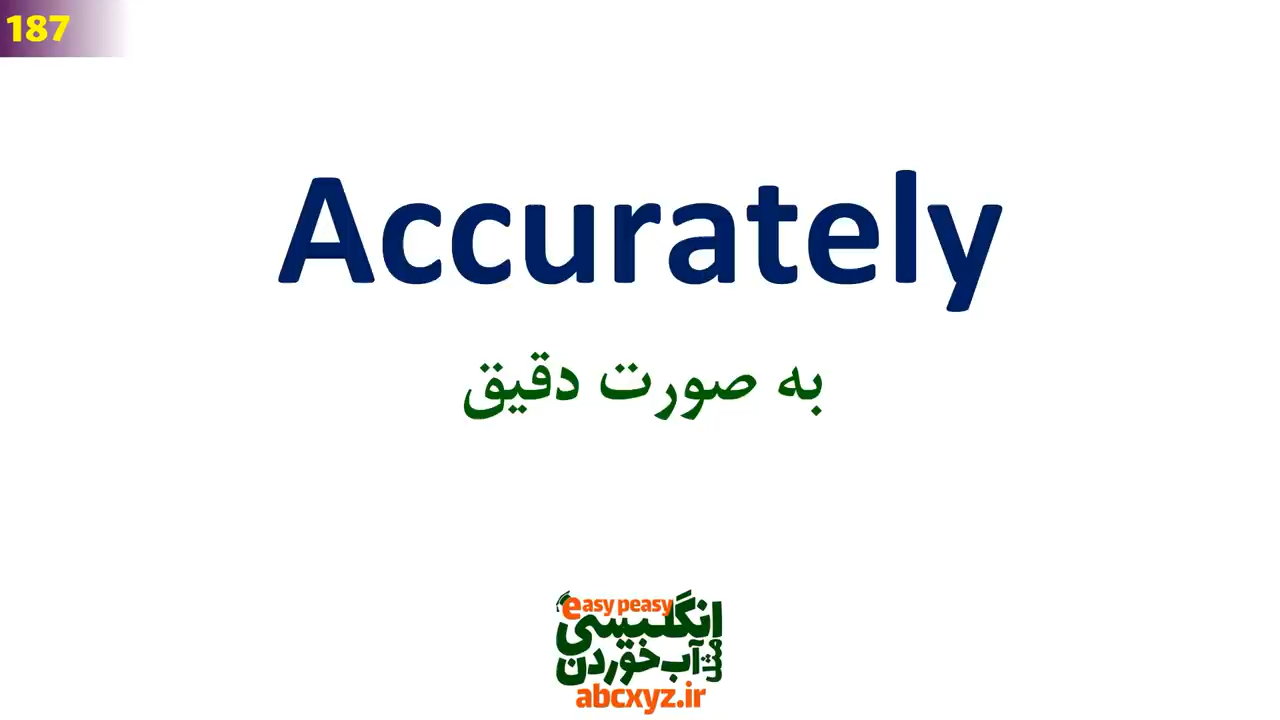 187
Accurately
به صورت دقیق
easy peasy
انگلیسی
مثل آب خوردن
abcxyz.ir